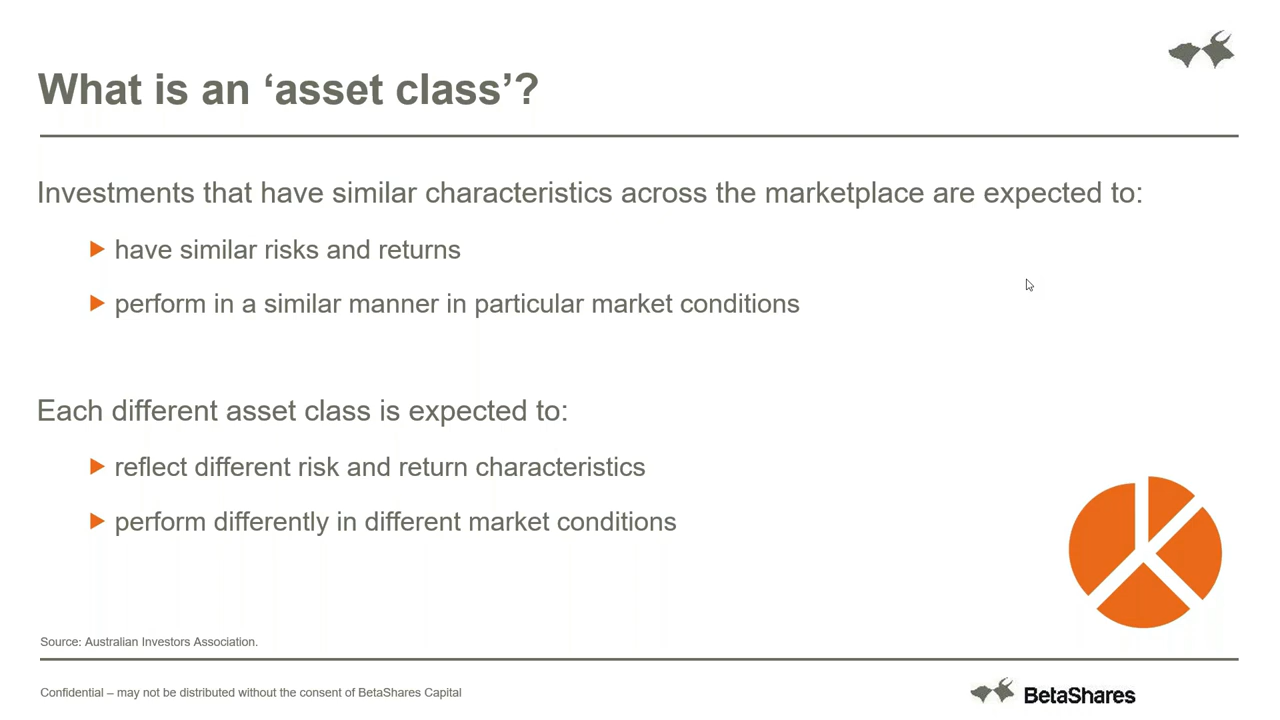 What is an ‘asset class’?
Investments that have similar characteristics across the marketplace are expected to:
have similar risks and returns
perform in a similar manner in particular market conditions
Each different asset class is expected to:
reflect different risk and return characteristics
perform differently in different market conditions
Source: Australian Investors Association.
Confidential – may not be distributed without the consent of BetaShares Capital
BetaShares